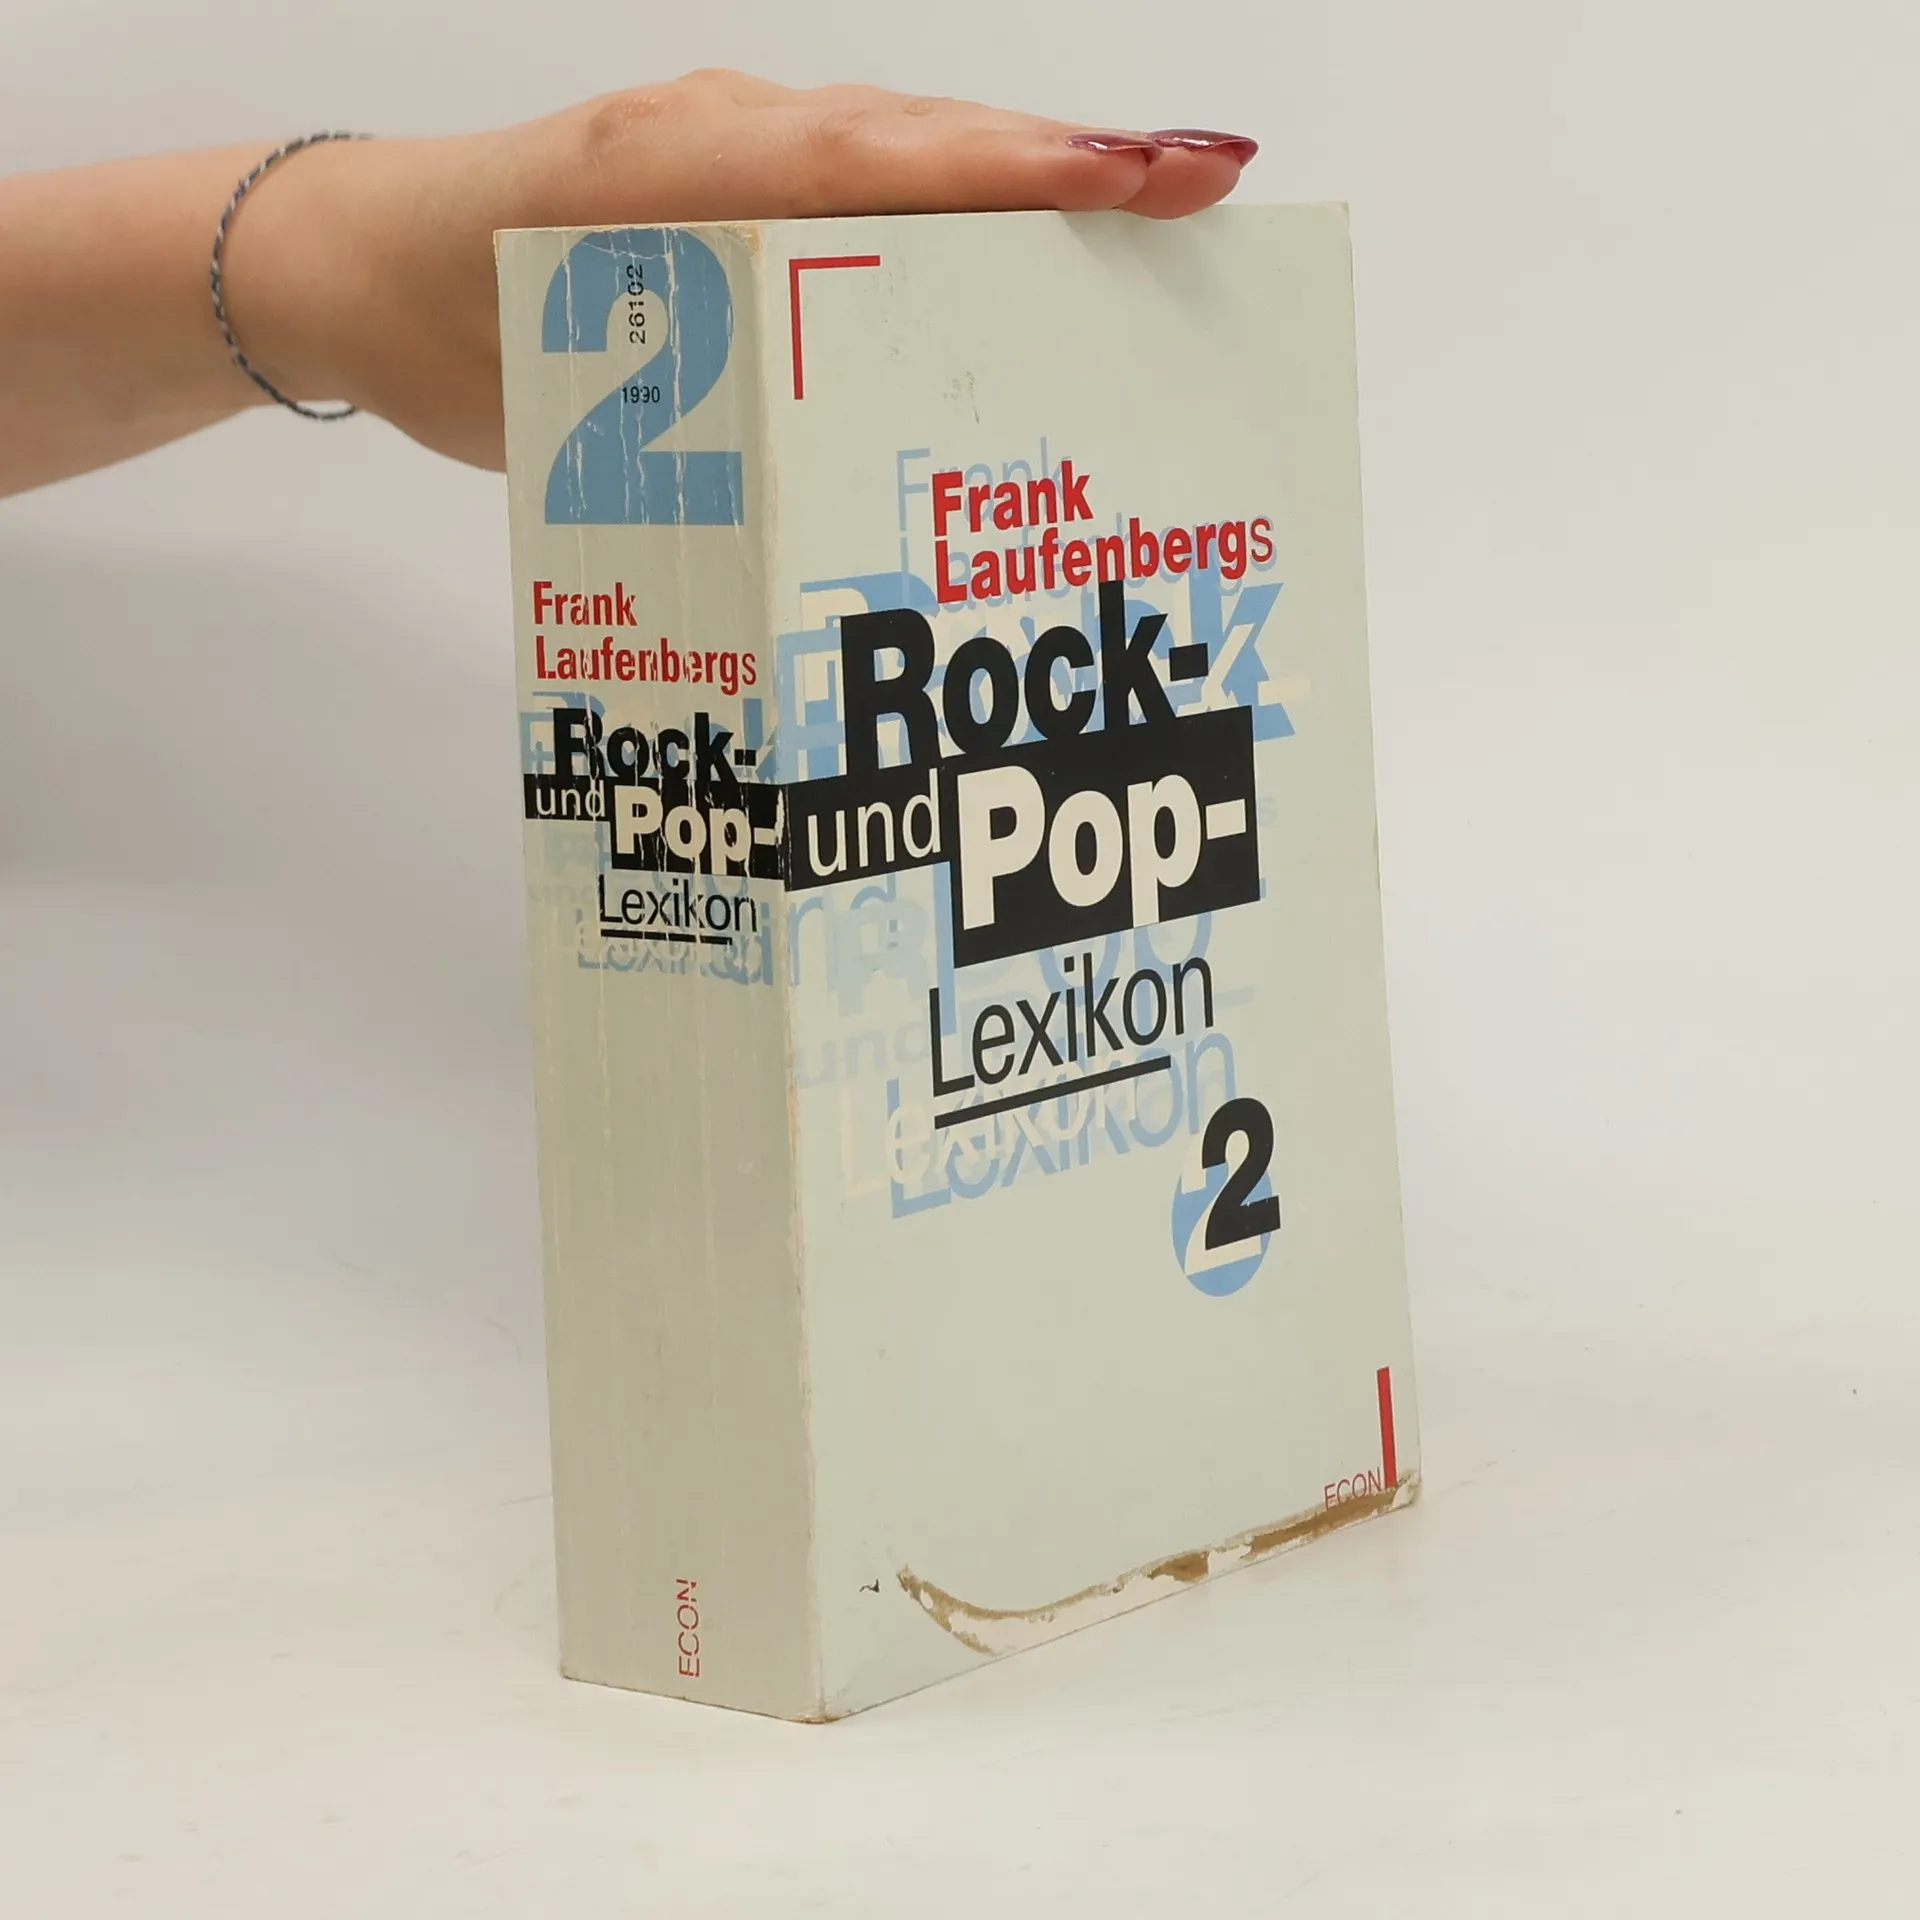 2
26102
1990
Frank
Laufenbergs
Rock-
und Pop-
Lexikon
ECON
Frank
Laufenbergs
Rock-
und Pop-
Lexikon
2
ECON